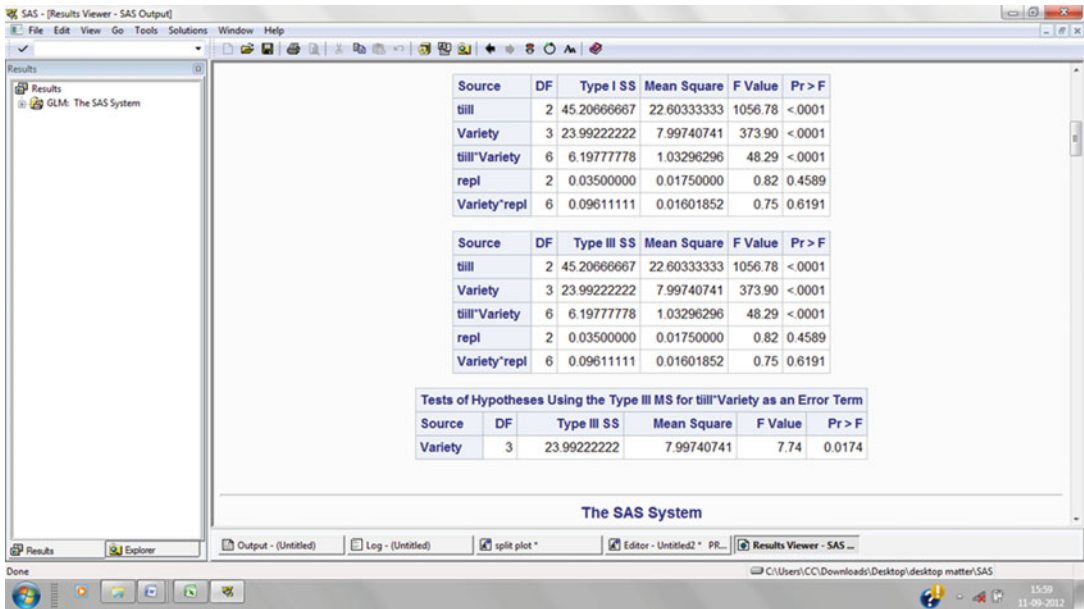 SAS - [Results Viewer - SAS Output]
File Edit View Go Tools Solutions Window Help
Results
Results
GLM: The SAS System
Source DF Type I SS Mean Square F Value Pr > F
tiill 2 45.20666667 22.60333333 1056.78 <.0001
Variety 3 23.99222222 7.99740741 373.90 <.0001
tiill*Variety 6 6.19777778 1.03296296 48.29 <.0001
repl 2 0.03500000 0.01750000 0.82 0.4589
Variety*repl 6 0.09611111 0.01601852 0.75 0.6191
Source DF Type III SS Mean Square F Value Pr > F
tiill 2 45.20666667 22.60333333 1056.78 <.0001
Variety 3 23.99222222 7.99740741 373.90 <.0001
tiill*Variety 6 6.19777778 1.03296296 48.29 <.0001
repl 2 0.03500000 0.01750000 0.82 0.4589
Variety*repl 6 0.09611111 0.01601852 0.75 0.6191
Tests of Hypotheses Using the Type III MS for tiill*Variety as an Error Term
Source DF Type III SS Mean Square F Value Pr > F
Variety 3 23.99222222 7.99740741 7.74 0.0174
The SAS System
Results Explorer
Output - (Untitled) Log - (Untitled) split plot * Editor - Untitled2 * PR... Results Viewer - SAS ...
Done C:\Users\CC\Downloads\Desktop\desktop matter\SAS
15:59
11-09-2012